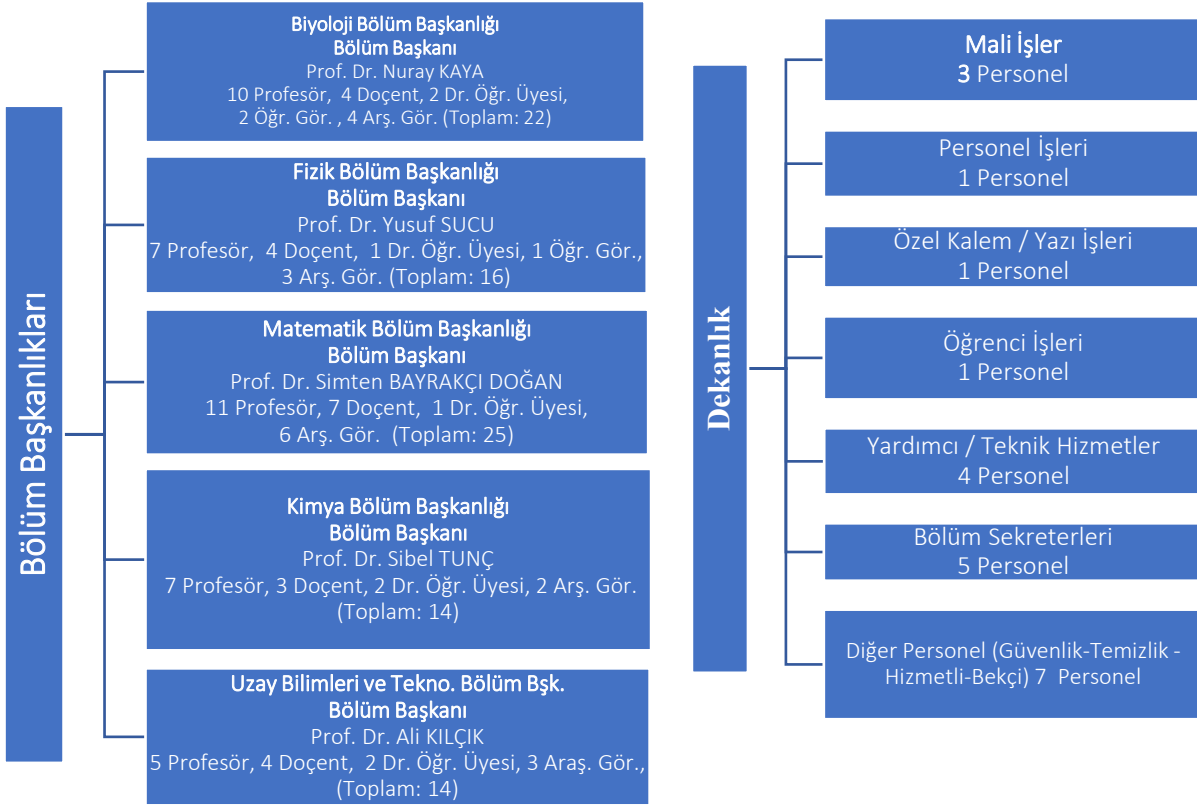 Bölüm Başkanlıkları
Biyoloji Bölüm Başkanlığı
Bölüm Başkanı
Prof. Dr. Nuray KAYA
10 Profesör, 4 Doçent, 2 Dr. Öğr. Üyesi,
2 Öğr. Gör. , 4 Arş. Gör. (Toplam: 22)
Fizik Bölüm Başkanlığı
Bölüm Başkanı
Prof. Dr. Yusuf SUCU
7 Profesör, 4 Doçent, 1 Dr. Öğr. Üyesi, 1 Öğr. Gör.,
3 Arş. Gör. (Toplam: 16)
Matematik Bölüm Başkanlığı
Bölüm Başkanı
Prof. Dr. Simten BAYRAKÇI DOĞAN
11 Profesör, 7 Doçent, 1 Dr. Öğr. Üyesi,
6 Arş. Gör. (Toplam: 25)
Kimya Bölüm Başkanlığı
Bölüm Başkanı
Prof. Dr. Sibel TUNÇ
7 Profesör, 3 Doçent, 2 Dr. Öğr. Üyesi, 2 Arş. Gör.
(Toplam: 14)
Uzay Bilimleri ve Tekno. Bölüm Bşk.
Bölüm Başkanı
Prof. Dr. Ali KILÇIK
5 Profesör, 4 Doçent, 2 Dr. Öğr. Üyesi, 3 Araş. Gör.,
(Toplam: 14)
Dekanlık
Mali İşler
3 Personel
Personel İşleri
1 Personel
Özel Kalem / Yazı İşleri
1 Personel
Öğrenci İşleri
1 Personel
Yardımcı / Teknik Hizmetler
4 Personel
Bölüm Sekreterleri
5 Personel
Diğer Personel (Güvenlik-Temizlik -
Hizmetli-Bekçi) 7 Personel